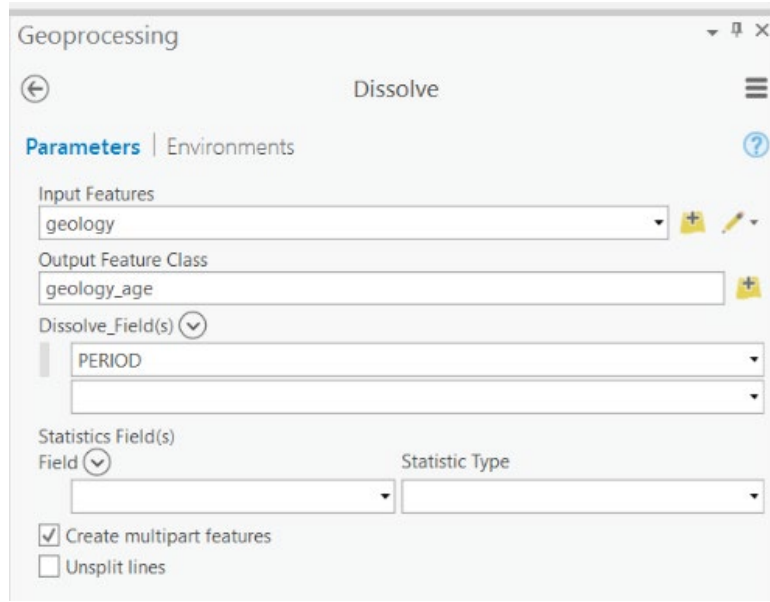 Geoprocessing
Dissolve
Parameters | Environments
Input Features
geology
Output Feature Class
geology_age
Dissolve_Field(s)
PERIOD
Statistics Field(s)
Field Statistic Type
Create multipart features
Unsplit lines